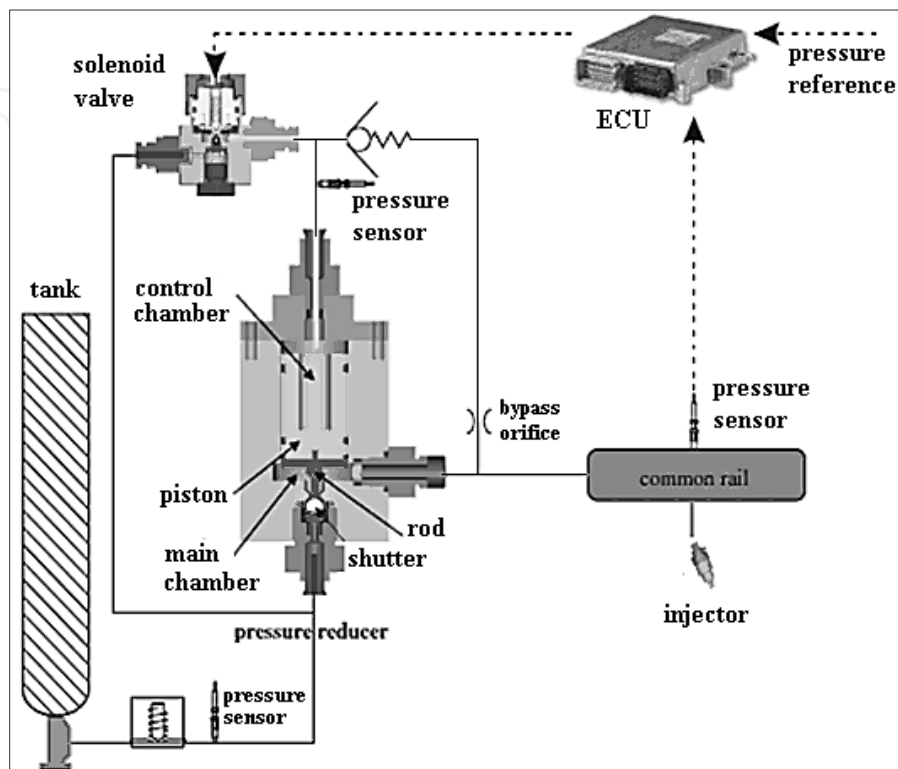 solenoid
valve
pressure
reference
ECU
pressure
sensor
tank
control
chamber
pressure
sensor
bypass
orifice
common rail
piston
rod
main
chamber
shutter
injector
pressure reducer
pressure
sensor